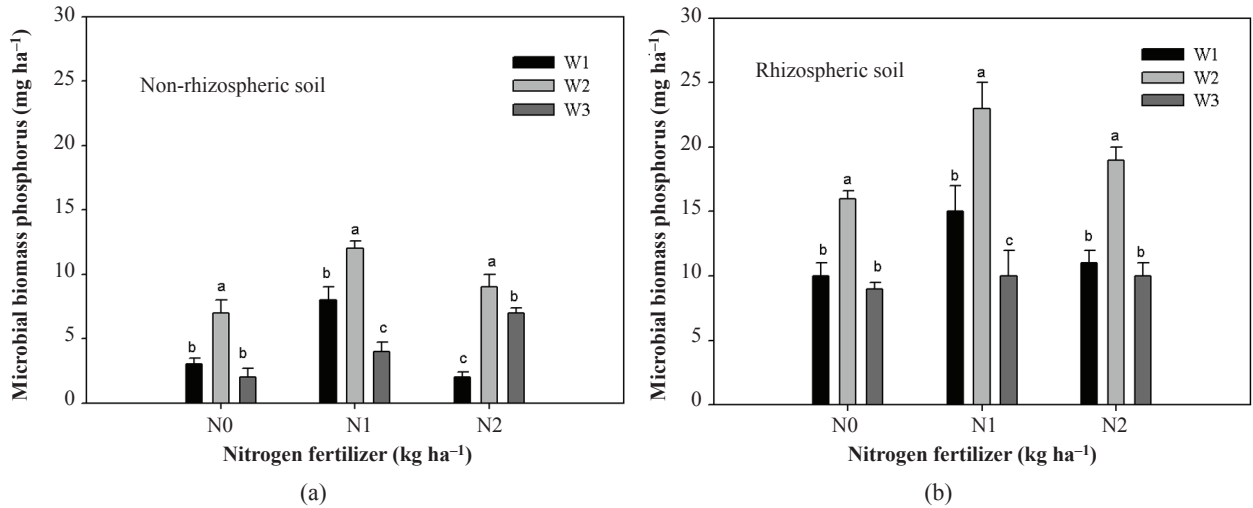 Microbial biomass phosphorus (mg ha⁻¹)
30
25
20
15
10
5
0
Non-rhizospheric soil
W1
W2
W3
b
a
b
b
a
c
c
a
b
N0 N1 N2
Nitrogen fertilizer (kg ha⁻¹)
(a)
Microbial biomass phosphorus (mg ha⁻¹)
30
25
20
15
10
5
0
Rhizospheric soil
W1
W2
W3
b
a
b
b
a
c
b
a
b
N0 N1 N2
Nitrogen fertilizer (kg ha⁻¹)
(b)